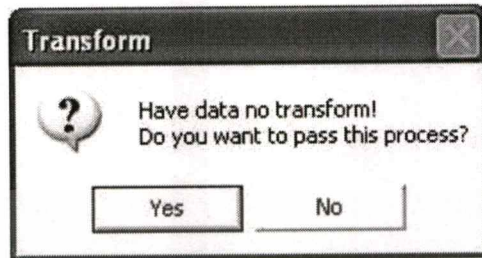 Transform
Have data no transform!
Do you want to pass this process?
Yes
No